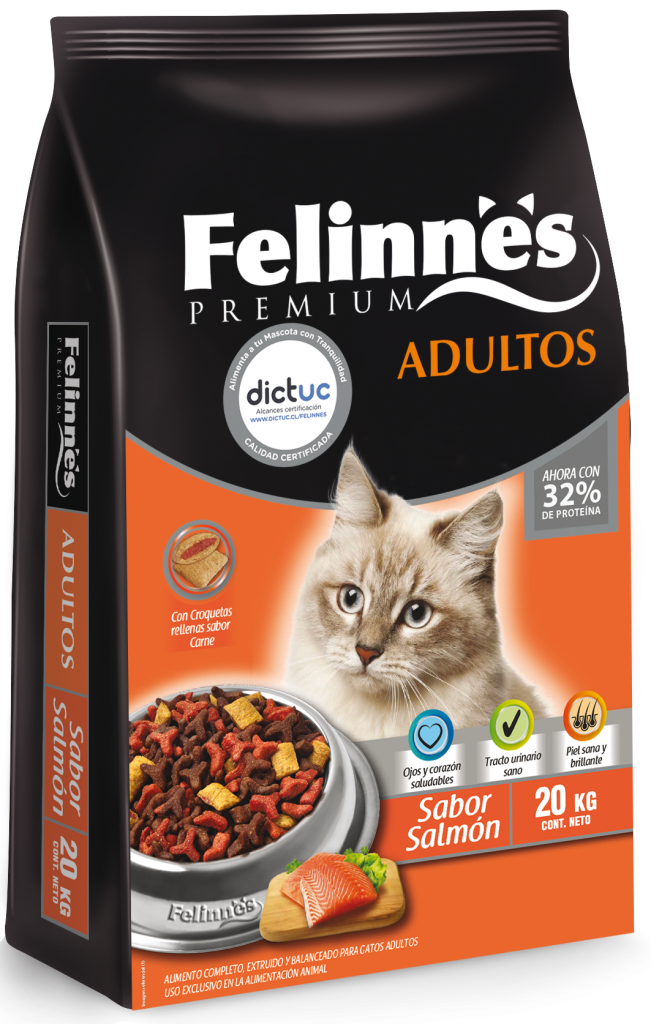 Felinnes
PREMIUM
ADULTOS
Alimenta a tu Mascota con Tranquilidad
dictuc
Alcances certificación
WWW.DICTUC.CL/FELINNES
CALIDAD CERTIFICADA
AHORA CON
32%
DE PROTEÍNA
Con Croquetas
rellenas sabor
Carne
Ojos y corazón
saludables
Tracto urinario
sano
Piel sana y
brillante
Sabor
Salmón
20 KG
CONT. NETO
Felinnes
ALIMENTO COMPLETO, EXTRUIDO Y BALANCEADO PARA GATOS ADULTOS
USO EXCLUSIVO EN LA ALIMENTACIÓN ANIMAL
Felinnes
PREMIUM
ADULTOS
Sabor
Salmón
20 KG
CONT. NETO